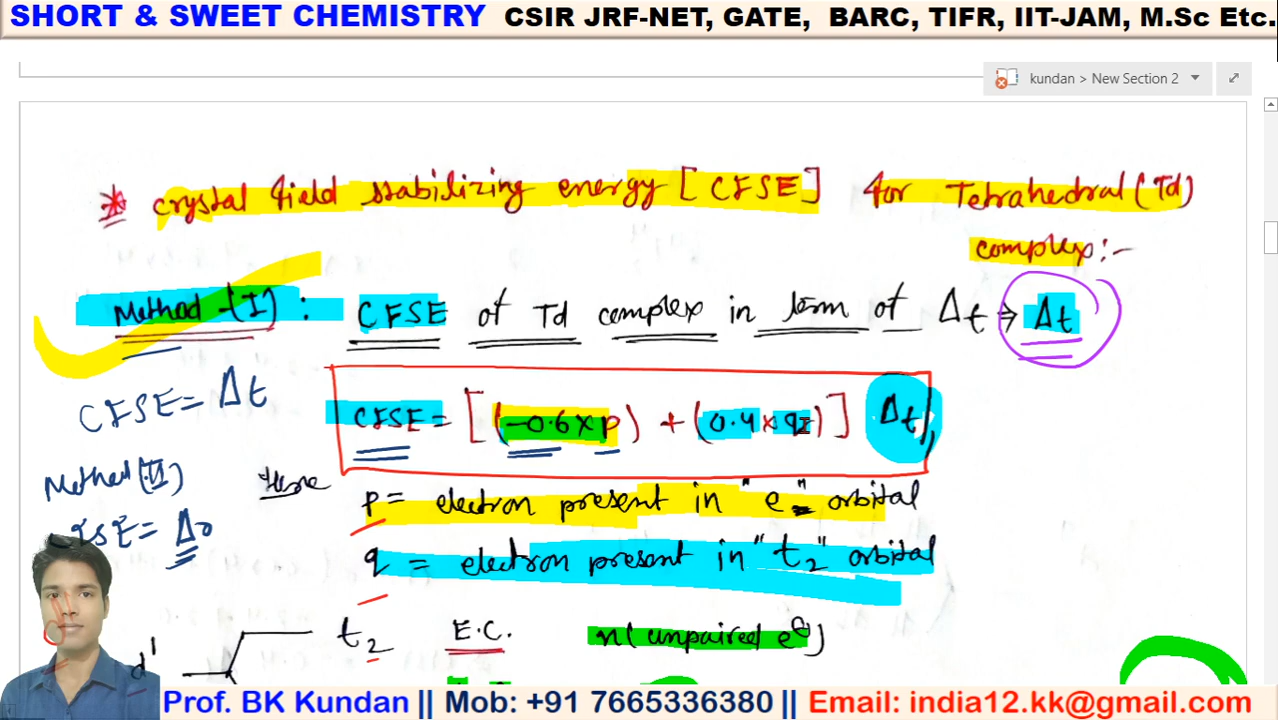 SHORT & SWEET CHEMISTRY CSIR JRF-NET, GATE, BARC, TIFR, IIT-JAM, M.Sc Etc.
kundan > New Section 2
* crystal field stabilizing energy [CFSE] for Tetrahedral (Td)
complex:-
Method-(I): CFSE of Td complex in term of Δt ⇒ Δt
CFSE = Δt
CFSE = [(-0.6×p) + (0.4×q)] Δt
Method (II)
Here
p = electron present in "e" orbital
CFSE = Δo
q = electron present in "t2" orbital
t2 E.C. n(unpaired e⊖)
d¹
Prof. BK Kundan || Mob: +91 7665336380 || Email: india12.kk@gmail.com